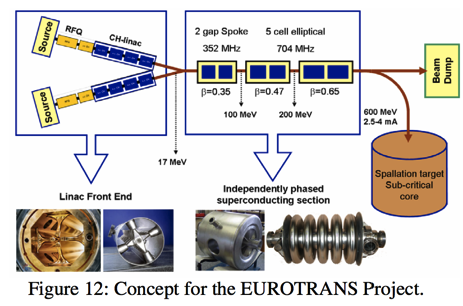 Source
RFQ
CH-linac
Source
2 gap Spoke
352 MHz
5 cell elliptical
704 MHz
β=0.35
β=0.47
β=0.65
Beam
Dump
100 MeV
200 MeV
17 MeV
600 MeV
2.5-4 mA
Spallation target
Sub-critical
core
Linac Front End
Independently phased
superconducting section
Figure 12: Concept for the EUROTRANS Project.